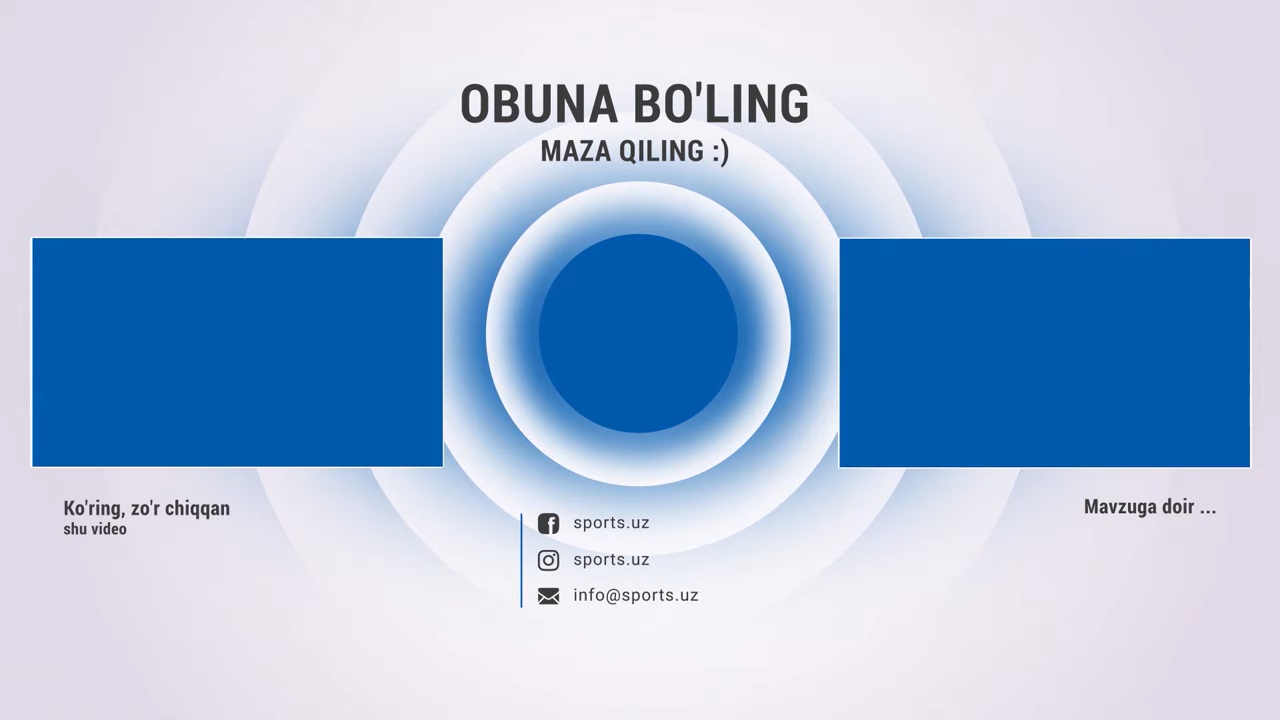 OBUNA BO'LING
MAZA QILING :)
Ko'ring, zo'r chiqqan
shu video
Mavzuga doir ...
sports.uz
sports.uz
info@sports.uz